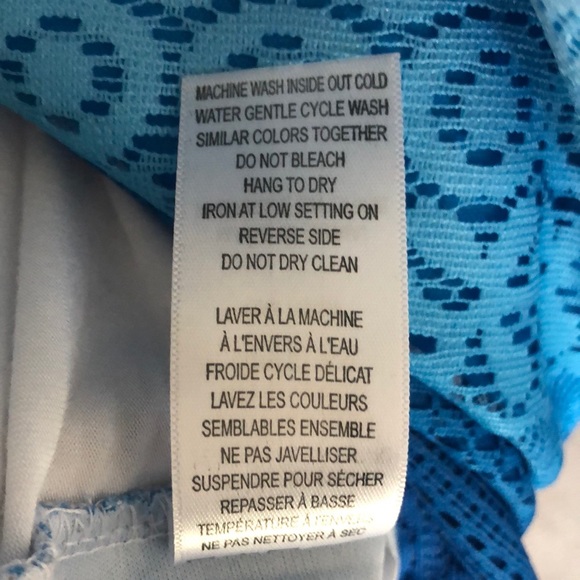 MACHINE WASH INSIDE OUT COLD
WATER GENTLE CYCLE WASH
SIMILAR COLORS TOGETHER
DO NOT BLEACH
HANG TO DRY
IRON AT LOW SETTING ON
REVERSE SIDE
DO NOT DRY CLEAN
LAVER À LA MACHINE
À L'ENVERS À L'EAU
FROIDE CYCLE DÉLICAT
LAVEZ LES COULEURS
SEMBLABLES ENSEMBLE
NE PAS JAVELLISER
SUSPENDRE POUR SÉCHER
REPASSER À BASSE
TEMPÉRATURE À L'ENVERS
NE PAS NETTOYER À SEC